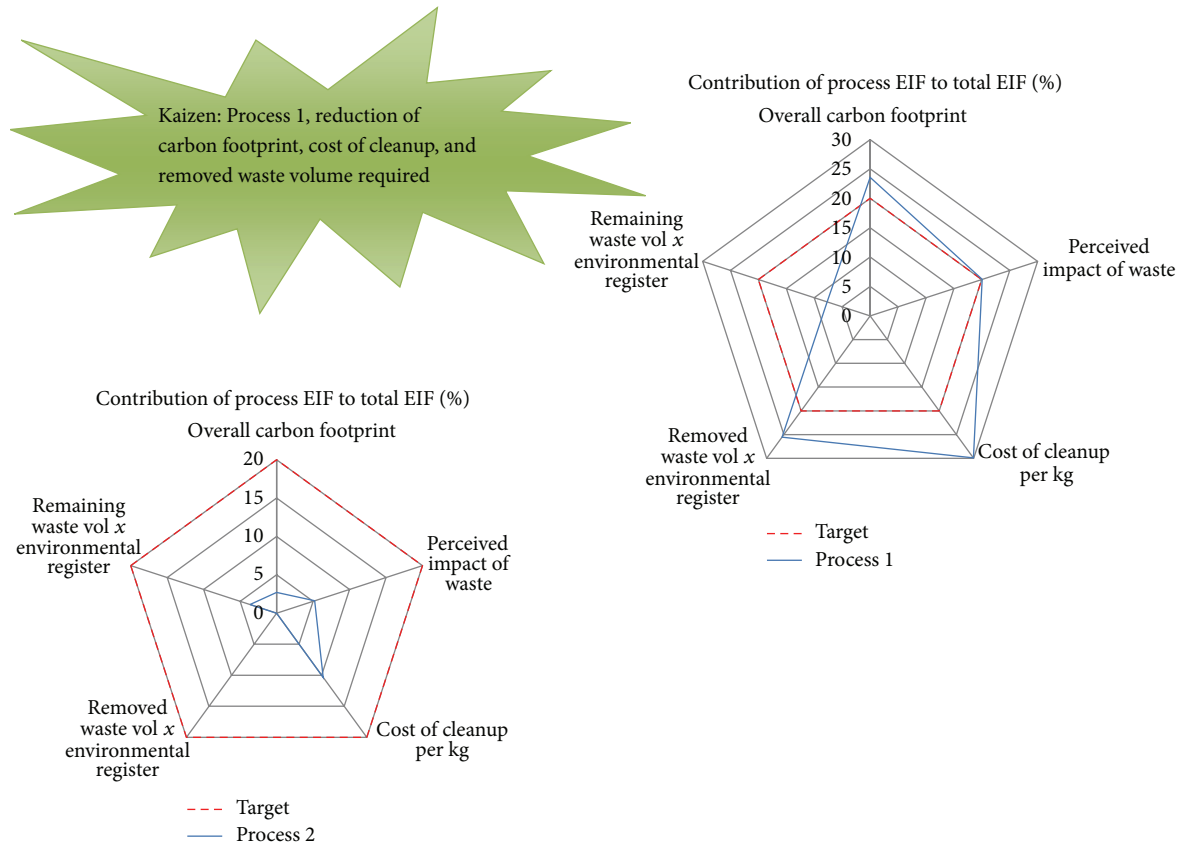 Kaizen: Process 1, reduction of
carbon footprint, cost of cleanup, and
removed waste volume required
Contribution of process EIF to total EIF (%)
Overall carbon footprint
30
25
20
15
10
5
0
Remaining
waste vol x
environmental
register
Perceived
impact of waste
Removed
waste vol x
environmental
register
Cost of cleanup
per kg
Target
Process 1
Contribution of process EIF to total EIF (%)
Overall carbon footprint
20
15
10
5
0
Remaining
waste vol x
environmental
register
Perceived
impact of
waste
Removed
waste vol x
environmental
register
Cost of cleanup
per kg
Target
Process 2